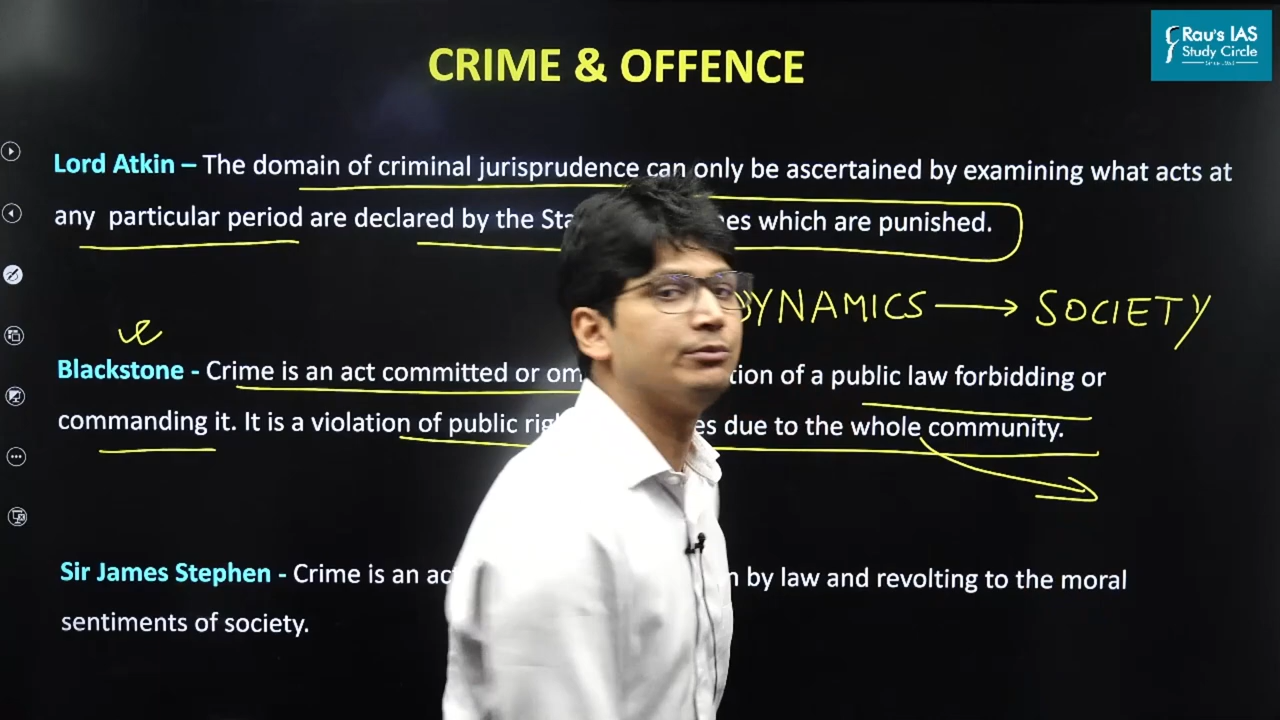 Rau's IAS
Study Circle
CRIME & OFFENCE
Lord Atkin – The domain of criminal jurisprudence can only be ascertained by examining what acts at
any particular period are declared by the Sta es which are punished.
DYNAMICS → SOCIETY
Blackstone - Crime is an act committed or om tion of a public law forbidding or
commanding it. It is a violation of public rig es due to the whole community.
Sir James Stephen - Crime is an ac n by law and revolting to the moral
sentiments of society.